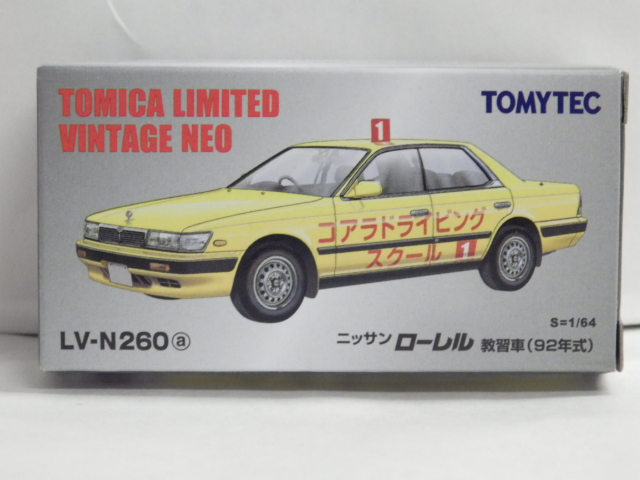 TOMICA LIMITED
VINTAGE NEO
TOMYTEC
1
コアラドライビング
スクール 1
S=1/64
LV-N260ⓐ
ニッサン ローレル 教習車(92年式)